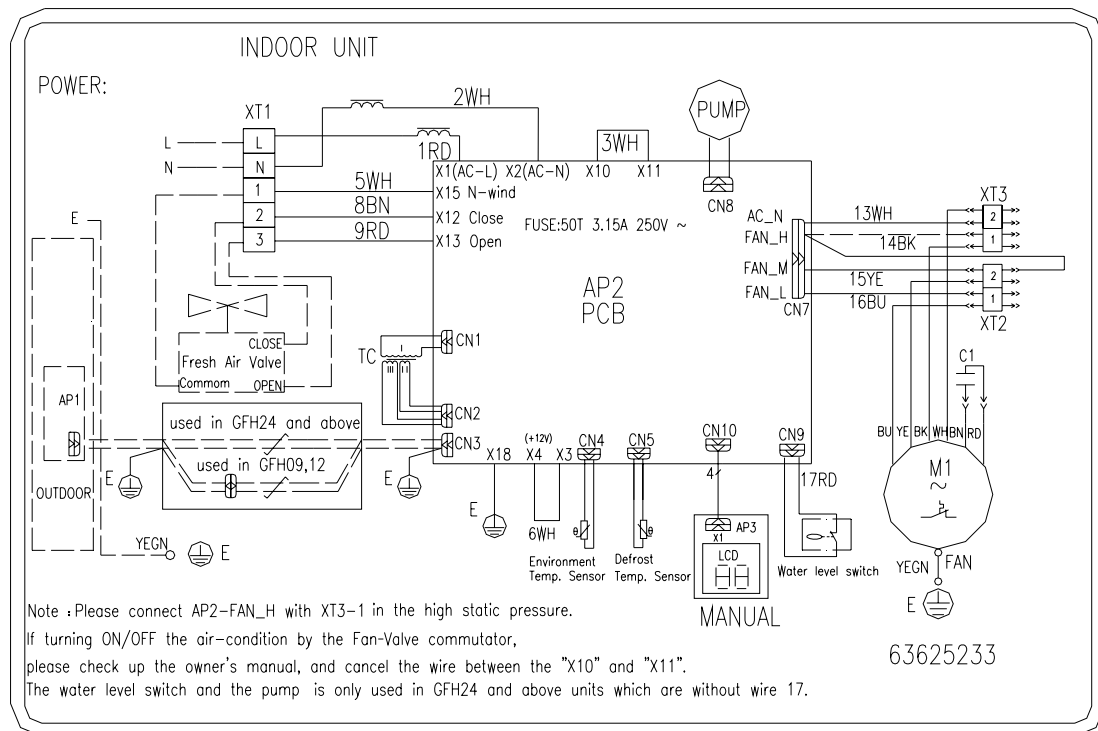 INDOOR UNIT
POWER:
XT1
2WH
PUMP
L
L
1RD
3WH
N
N
X1(AC-L) X2(AC-N) X10 X11
1
5WH
X15 N-wind
CN8
XT3
E
2
8BN
X12 Close
FUSE:50T 3.15A 250V ~
AC_N
13WH
2
3
9RD
X13 Open
FAN_H
14BK
1
FAN_M
15YE
2
AP2
PCB
FAN_L
16BU
1
CN7
XT2
CLOSE
TC
I
III
II
CN1
Fresh Air Valve
Commom OPEN
C1
AP1
used in GFH24 and above
CN2
CN3
BU YE BK WH BN RD
(+12V)
CN4 CN5
CN10
CN9
X18 X4 X3
used in GFH09,12
E
E
E
4
17RD
M1
~
OUTDOOR
6WH
θ
θ
X1
AP3
YEGN
E
Environment
Temp. Sensor
Defrost
Temp. Sensor
LCD
Water level switch
YEGN FAN
E
MANUAL
Note :Please connect AP2-FAN_H with XT3-1 in the high static pressure.
If turning ON/OFF the air-condition by the Fan-Valve commutator,
please check up the owner's manual, and cancel the wire between the "X10" and "X11".
The water level switch and the pump is only used in GFH24 and above units which are without wire 17.
63625233